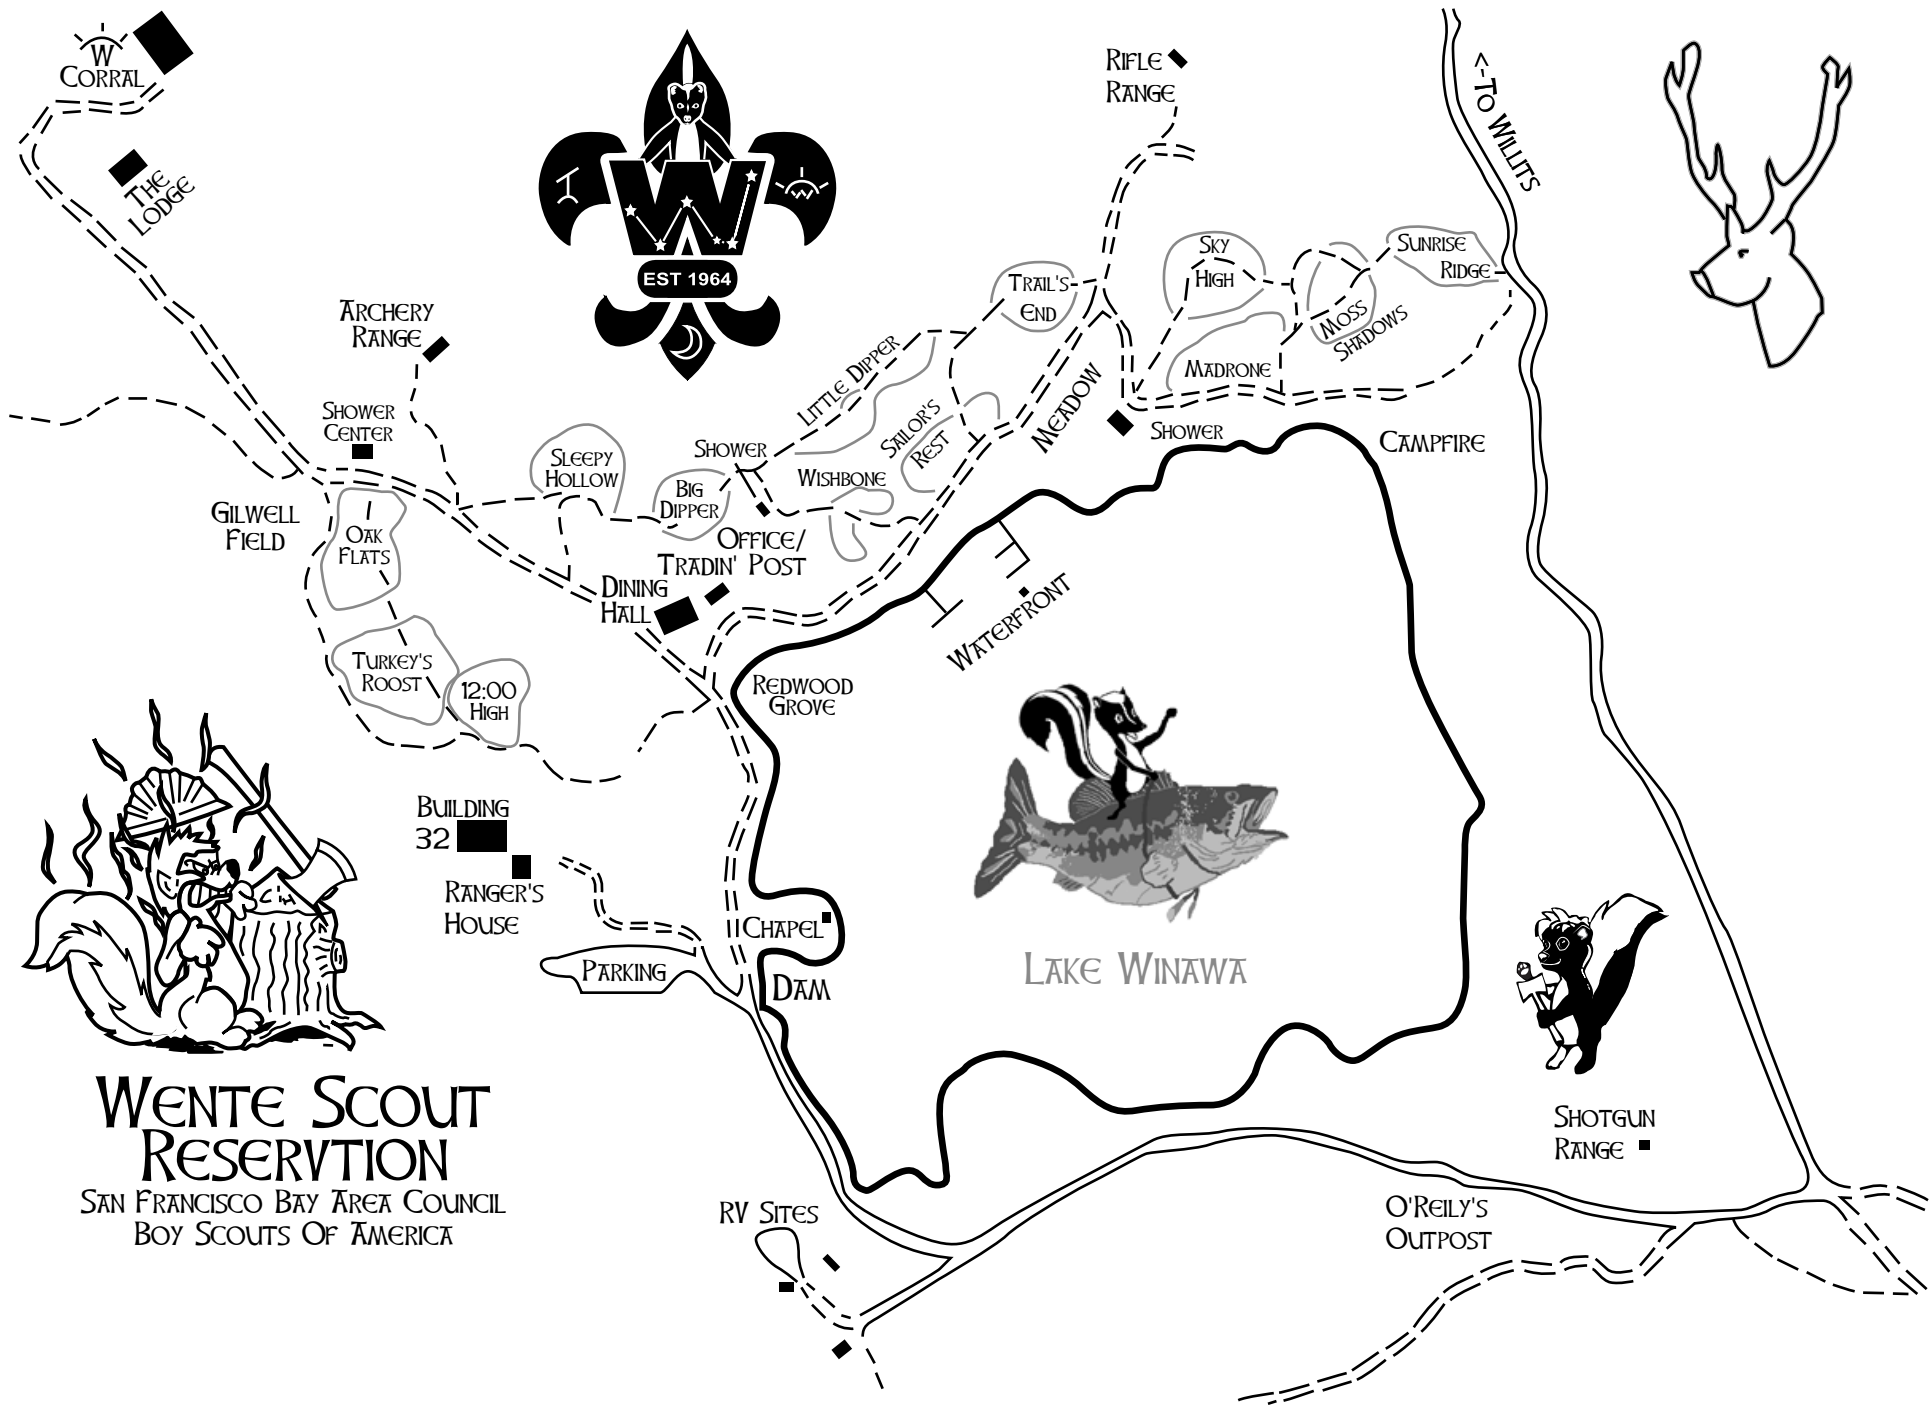 W
CORRAL
THE
LODGE
EST 1964
RIFLE
RANGE
<-TO WILLITS
ARCHERY
RANGE
SHOWER
CENTER
GILWELL
FIELD
OAK
FLATS
TURKEY'S
ROOST
12:00
HIGH
SLEEPY
HOLLOW
BIG
DIPPER
SHOWER
LITTLE DIPPER
WISHBONE
SAILOR'S
REST
TRAIL'S
END
MEADOW
SKY
HIGH
MADRONE
MOSS
SHADOWS
SUNRISE
RIDGE
SHOWER
CAMPFIRE
OFFICE/
TRADIN' POST
DINING
HALL
WATERFRONT
REDWOOD
GROVE
BUILDING
32
RANGER'S
HOUSE
PARKING
CHAPEL
DAM
LAKE WINAWA
WENTE SCOUT
RESERVTION
SAN FRANCISCO BAY AREA COUNCIL
BOY SCOUTS OF AMERICA
RV SITES
SHOTGUN
RANGE
O'REILY'S
OUTPOST